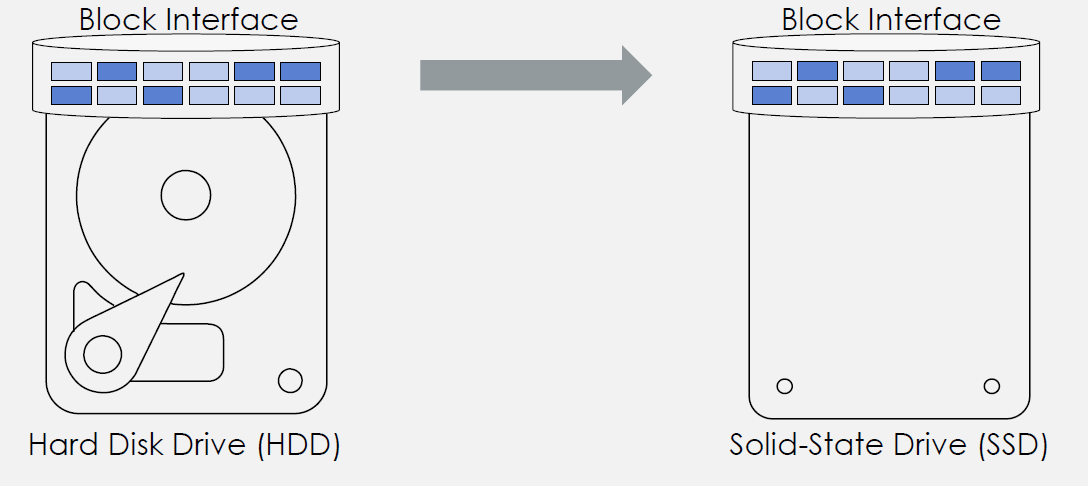 Block Interface
Block Interface
Hard Disk Drive (HDD)
Solid-State Drive (SSD)